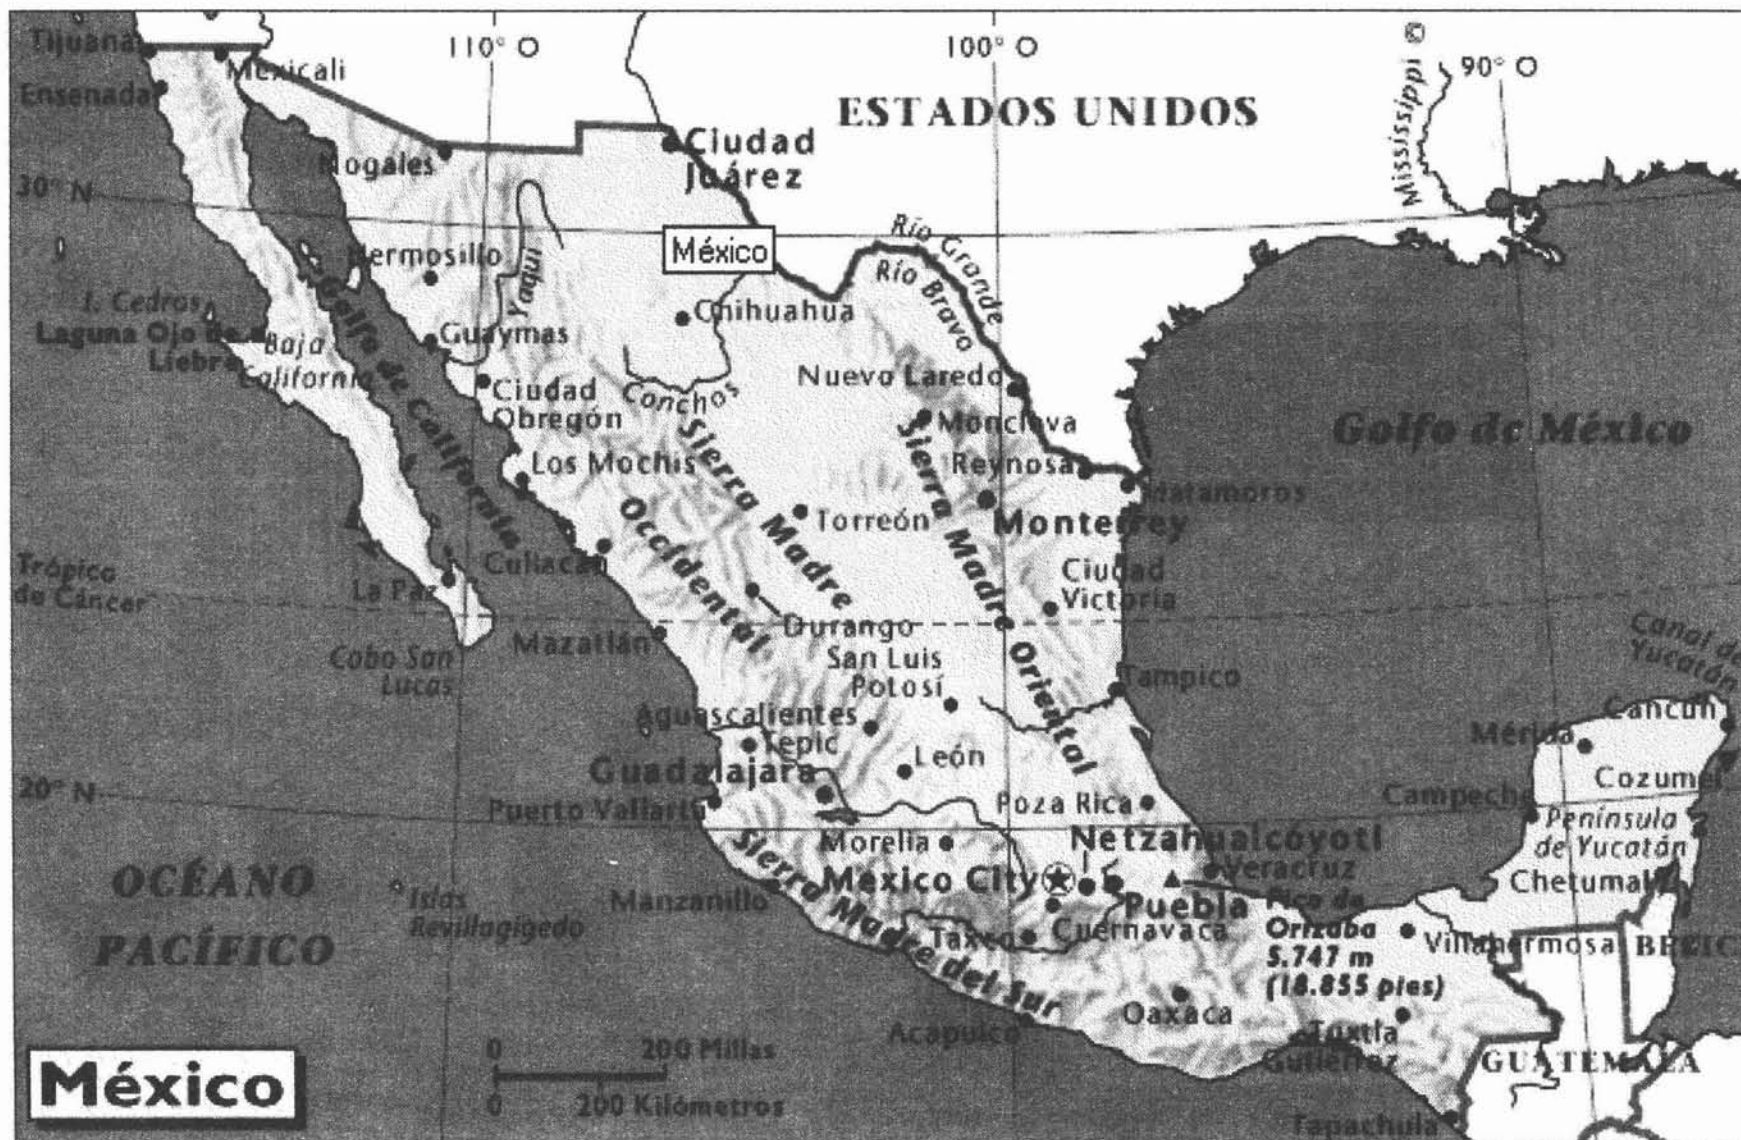 Tijuana
110° O
100° O
90° O
Mississippi
©
Mexicali
Ensenada
ESTADOS UNIDOS
Ciudad
Juárez
Nogales
30° N
México
Río Grande
Río Bravo
Hermosillo
Yaqui
I. Cedros
Chihuahua
Laguna Ojo de
Liebre
Guaymas
Baja
California
Golfo de California
Nuevo Laredo
Ciudad
Obregón
Conchos
Monclova
Golfo de México
Los Mochis
Reynosa
Matamoros
Sierra Madre
Occidental
Sierra Madre Oriental
Torreón
Monterrey
Trópico
de Cáncer
Culiacán
La Paz
Ciudad
Victoria
Durango
Mazatlán
Cabo San
Lucas
San Luis
Potosí
Tampico
Canal de
Yucatán
Aguascalientes
Tepic
Cancún
Mérida
León
Guadalajara
Cozumel
20° N
Puerto Vallarta
Poza Rica
Campeche
Península
de Yucatán
Morelia
Netzahualcóyotl
Sierra Madre del Sur
OCÉANO
PACÍFICO
Islas
Revillagigedo
Manzanillo
México City
Veracruz
Chetumal
Puebla
Pico de
Orizaba
5.747 m
(18.855 pies)
Taxco
Cuernavaca
Villahermosa
BELIC
Oaxaca
Acapulco
Tuxtla
Gutiérrez
GUATEMALA
0
200 Millas
0
200 Kilómetros
Tapachula
México